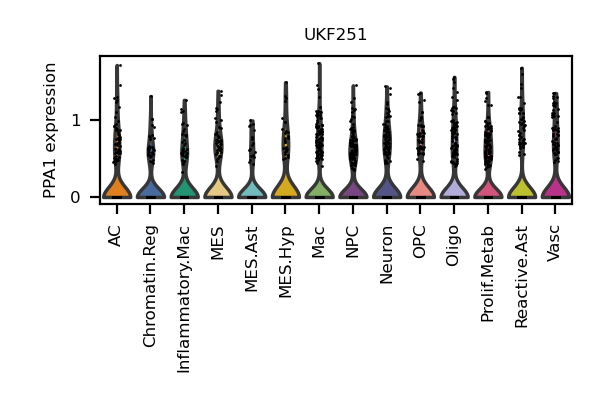 UKF251
PPA1 expression
1
0
AC
Chromatin.Reg
Inflammatory.Mac
MES
MES.Ast
MES.Hyp
Mac
NPC
Neuron
OPC
Oligo
Prolif.Metab
Reactive.Ast
Vasc